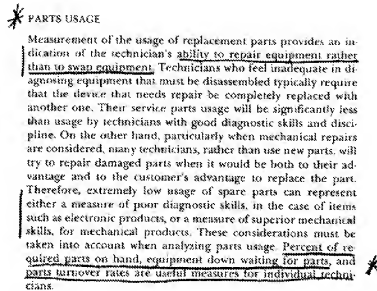 PARTS USAGE
Measurement of the usage of replacement parts provides an in-
dication of the technician's ability to repair equipment rather
than to swap equipment. Technicians who feel inadequate in di-
agnosing equipment that must be disassembled typically require
that the device that needs repair be completely replaced with
another one. Their service parts usage will be significantly less
than usage by technicians with good diagnostic skills and disci-
pline. On the other hand, particularly when mechanical repairs
are considered, many technicians, rather than use new parts, will
try to repair damaged parts when it would be both to their ad-
vantage and to the customer's advantage to replace the part.
Therefore, extremely low usage of spare parts can represent
either a measure of poor diagnostic skills, in the case of items
such as electronic products, or a measure of superior mechanical
skills, for mechanical products. These considerations must be
taken into account when analyzing parts usage. Percent of re-
quired parts on hand, equipment down waiting for parts, and
parts turnover rates are useful measures for individual techni-
cians.